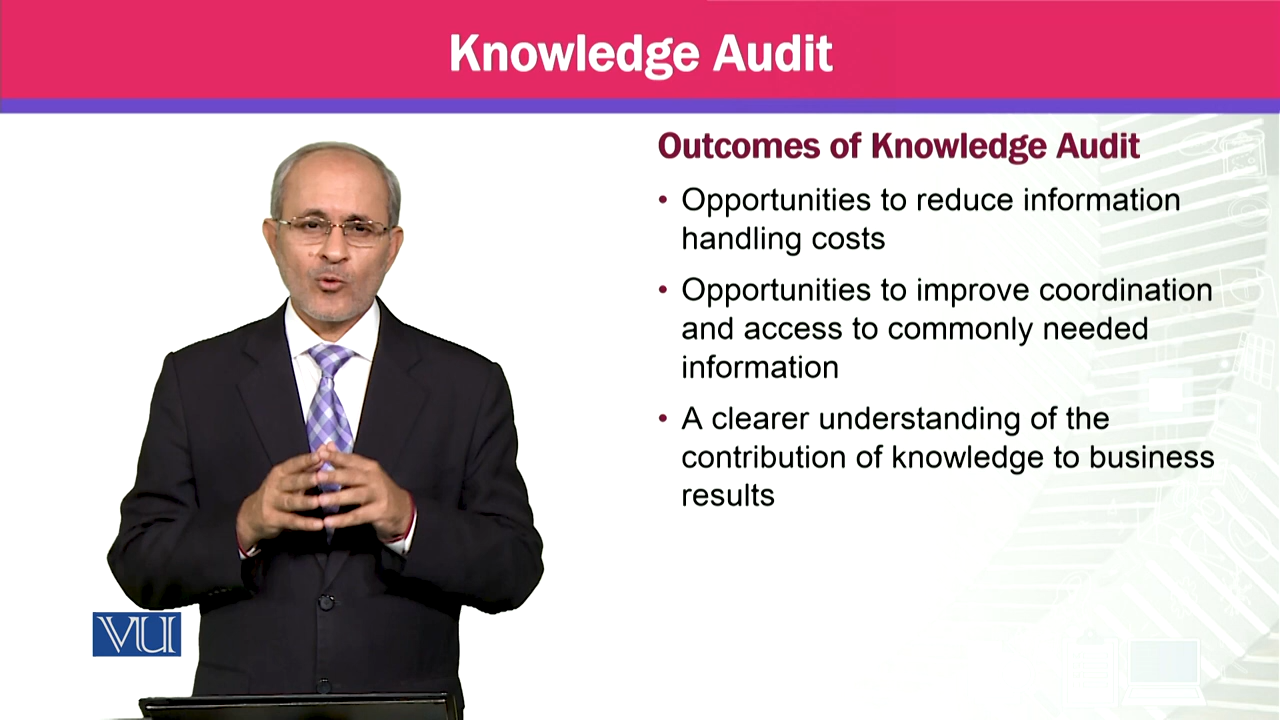 Knowledge Audit
Outcomes of Knowledge Audit
• Opportunities to reduce information
handling costs
• Opportunities to improve coordination
and access to commonly needed
information
• A clearer understanding of the
contribution of knowledge to business
results
VU